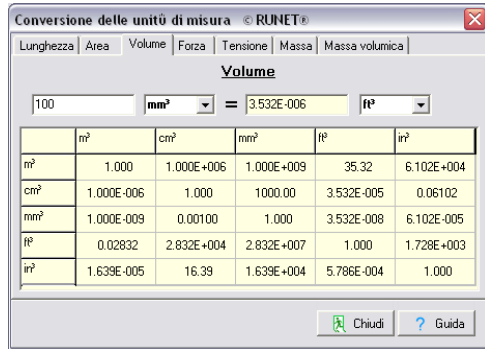 Conversione delle unitû di misura © RUNET®
Lunghezza Area Volume Forza Tensione Massa Massa volumica
Volume
100 mm³ = 3.532E-006 ft³
m³ cm³ mm³ ft³ in³
m³ 1.000 1.000E+006 1.000E+009 35.32 6.102E+004
cm³ 1.000E-006 1.000 1000.00 3.532E-005 0.06102
mm³ 1.000E-009 0.00100 1.000 3.532E-008 6.102E-005
ft³ 0.02832 2.832E+004 2.832E+007 1.000 1.728E+003
in³ 1.639E-005 16.39 1.639E+004 5.786E-004 1.000
Chiudi ? Guida